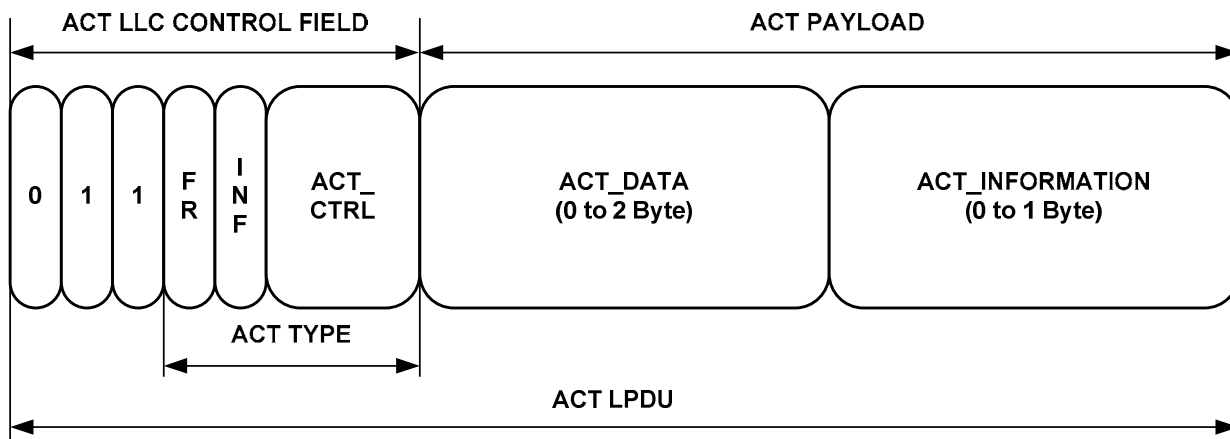 ACT LLC CONTROL FIELD
ACT PAYLOAD
0
1
1
F
R
I
N
F
ACT_
CTRL
ACT_DATA
(0 to 2 Byte)
ACT_INFORMATION
(0 to 1 Byte)
ACT TYPE
ACT LPDU